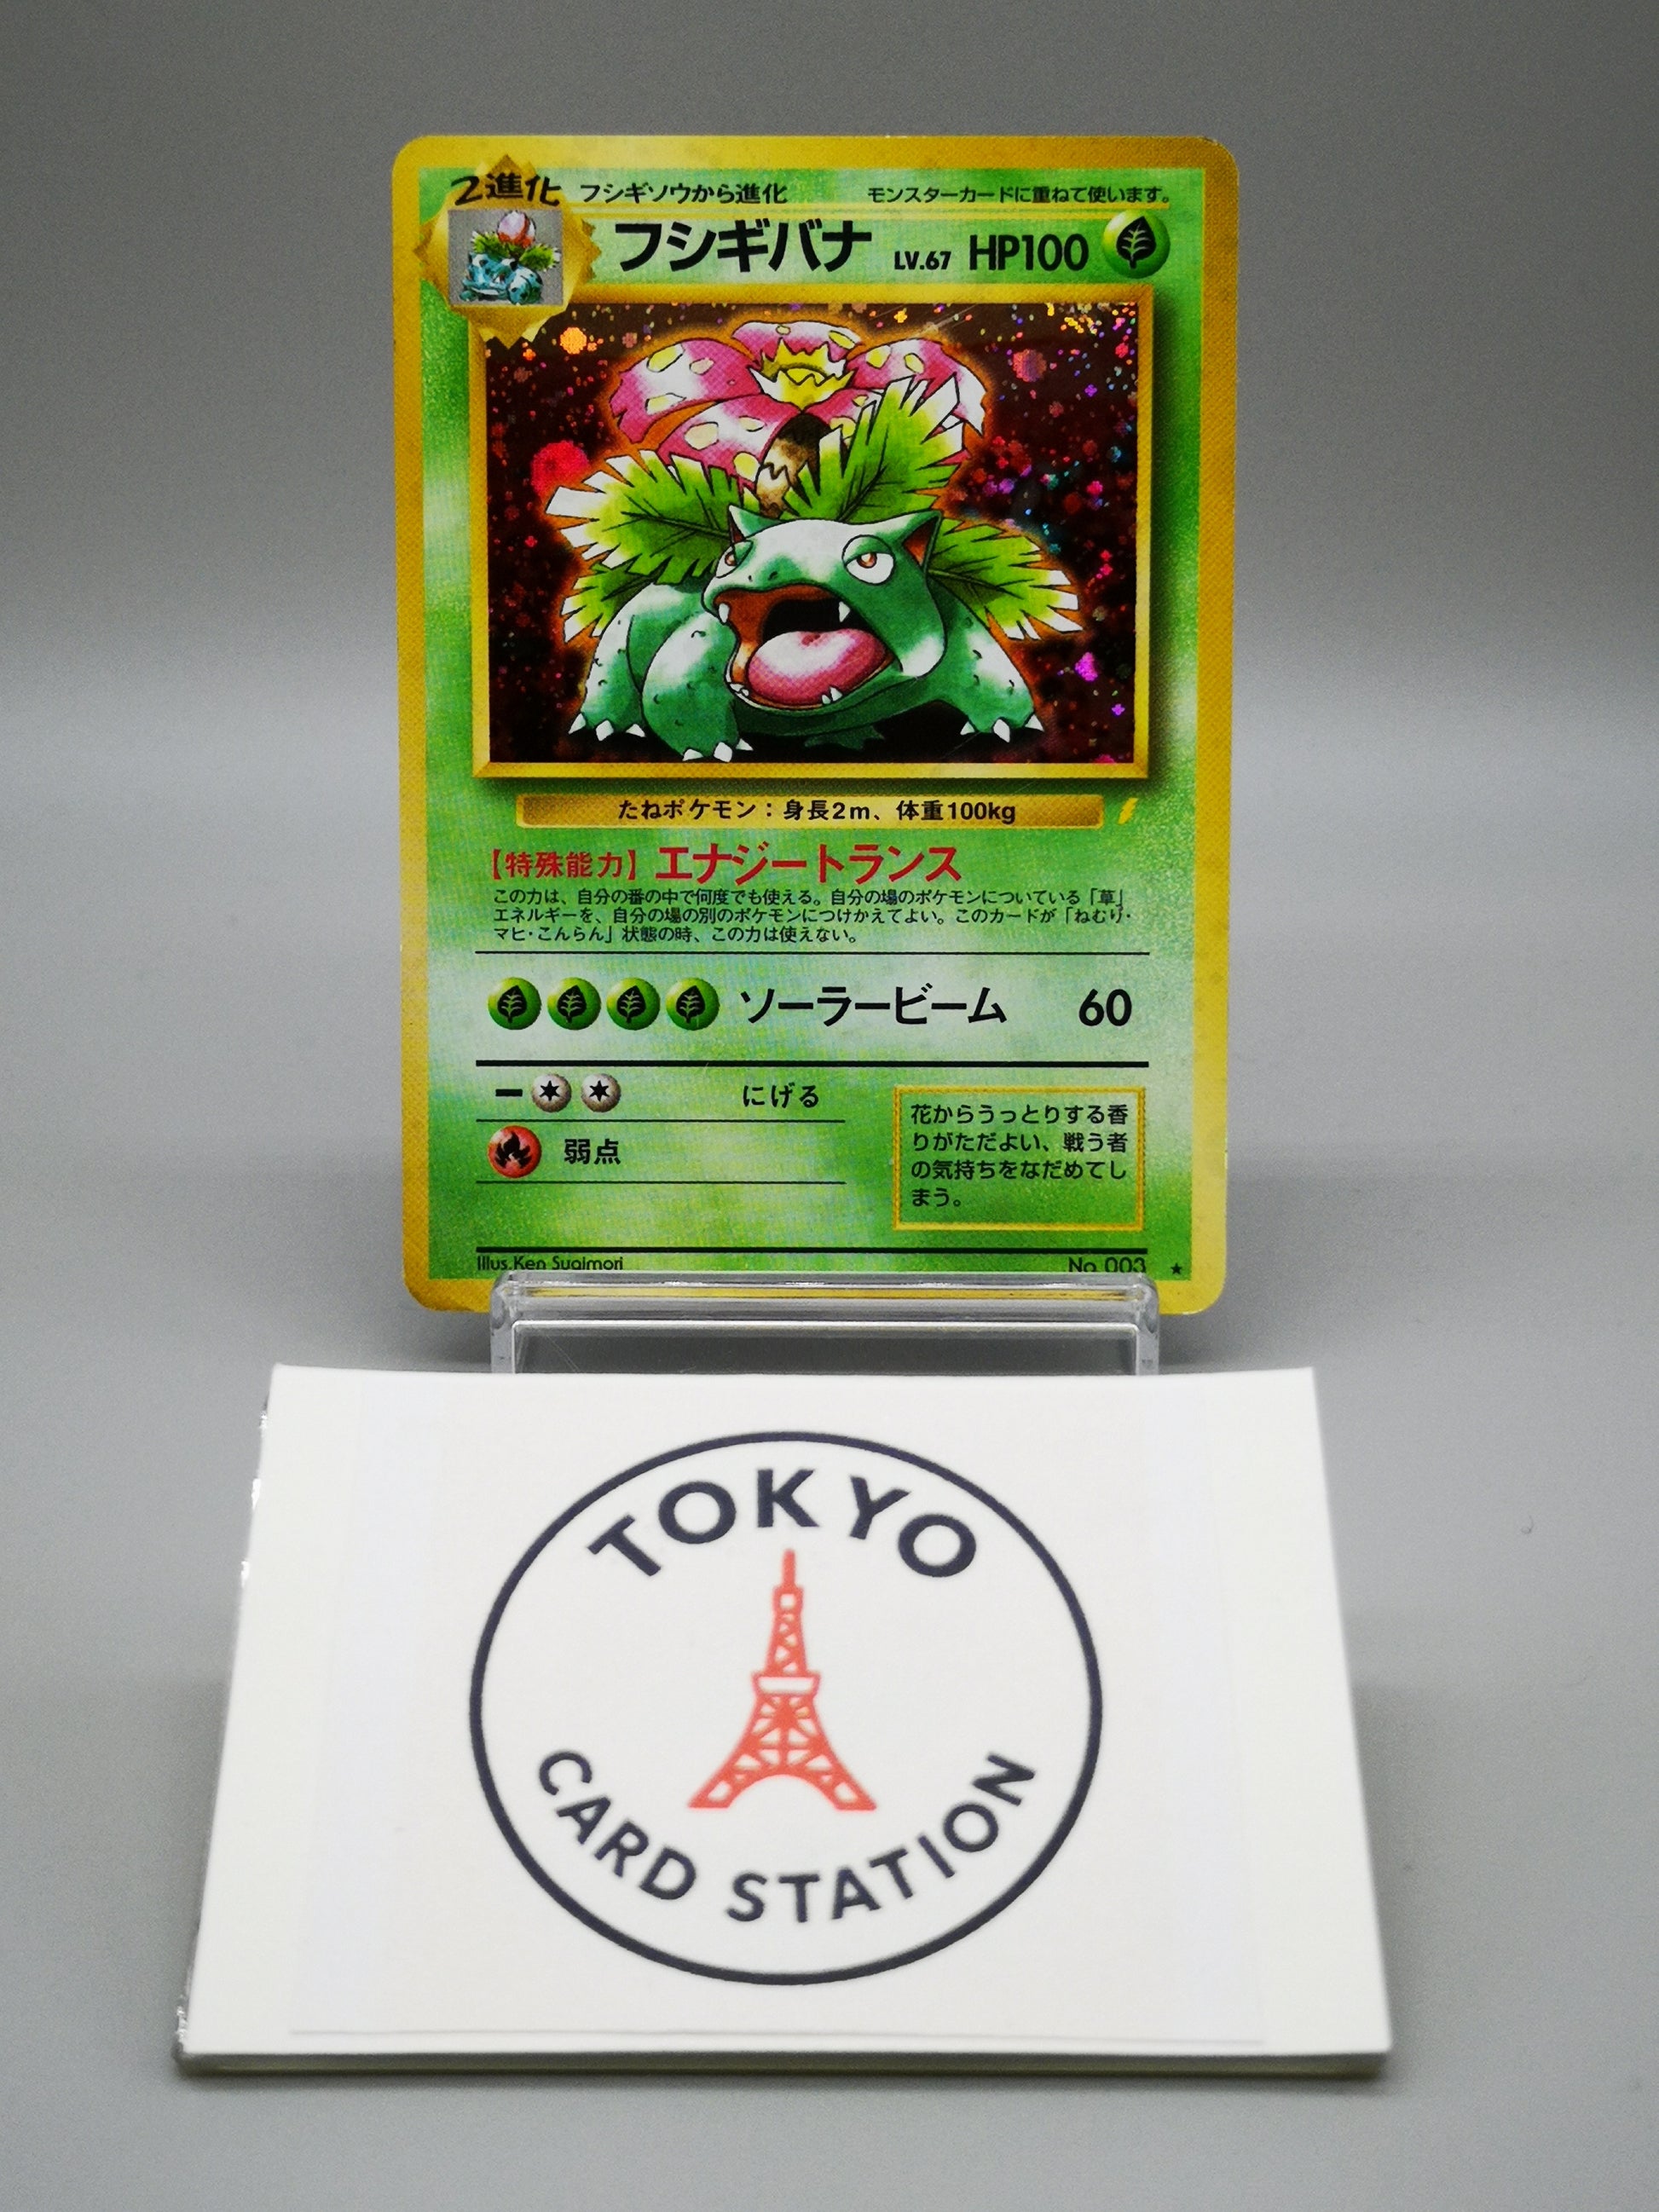 2進化 フシギソウから進化 モンスターカードに重ねて使います。
フシギバナ LV.67 HP100
たねポケモン：身長2m、体重100kg
【特殊能力】エナジートランス
この力は、自分の番の中で何度でも使える。自分の場のポケモンについている「草」
エネルギーを、自分の場の別のポケモンにつけかえてよい。このカードが「ねむり・
マヒ・こんらん」状態の時、この力は使えない。
ソーラービーム 60
にげる
弱点
花からうっとりする香
りがただよい、戦う者
の気持ちをなだめてし
まう。
Illus.Ken Sugimori No.003 ★
TOKYO
CARD STATION